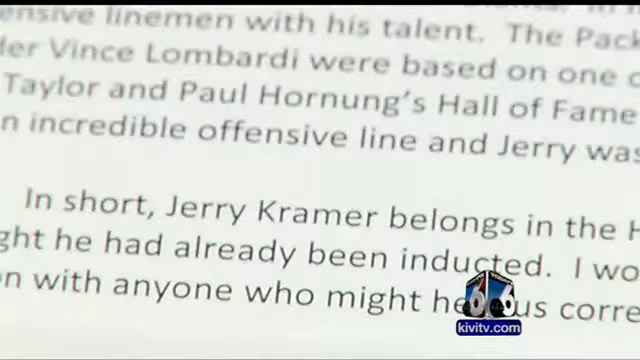 ensive linemen with his talent. The Pack
der Vince Lombardi were based on one
Taylor and Paul Hornung's Hall of Fame
n incredible offensive line and Jerry was
In short, Jerry Kramer belongs in the H
ght he had already been inducted. I wo
on with anyone who might he us corre
6
kivitv.com